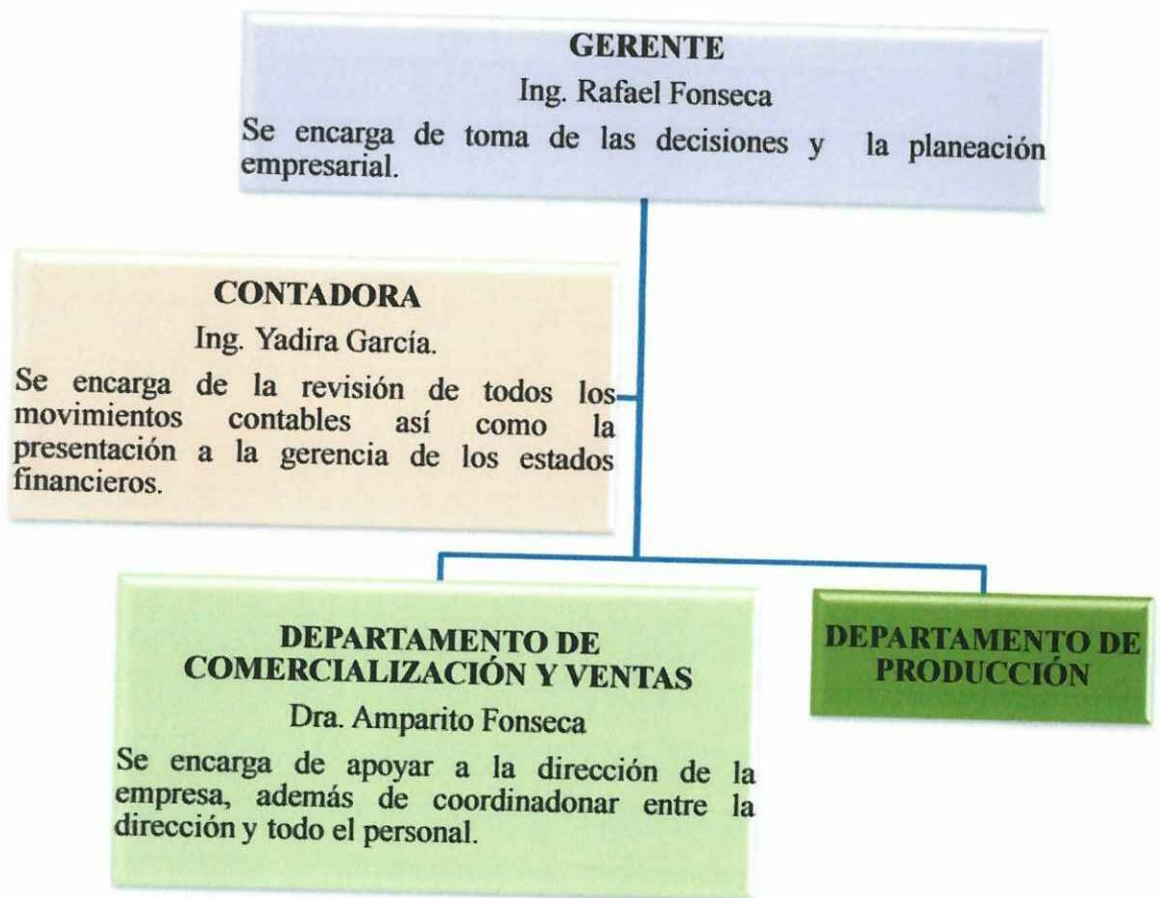 GERENTE
Ing. Rafael Fonseca
Se encarga de toma de las decisiones y la planeación
empresarial.
CONTADORA
Ing. Yadira García.
Se encarga de la revisión de todos los
movimientos contables así como la
presentación a la gerencia de los estados
financieros.
DEPARTAMENTO DE
COMERCIALIZACIÓN Y VENTAS
Dra. Amparito Fonseca
Se encarga de apoyar a la dirección de la
empresa, además de coordinadonar entre la
dirección y todo el personal.
DEPARTAMENTO DE
PRODUCCIÓN